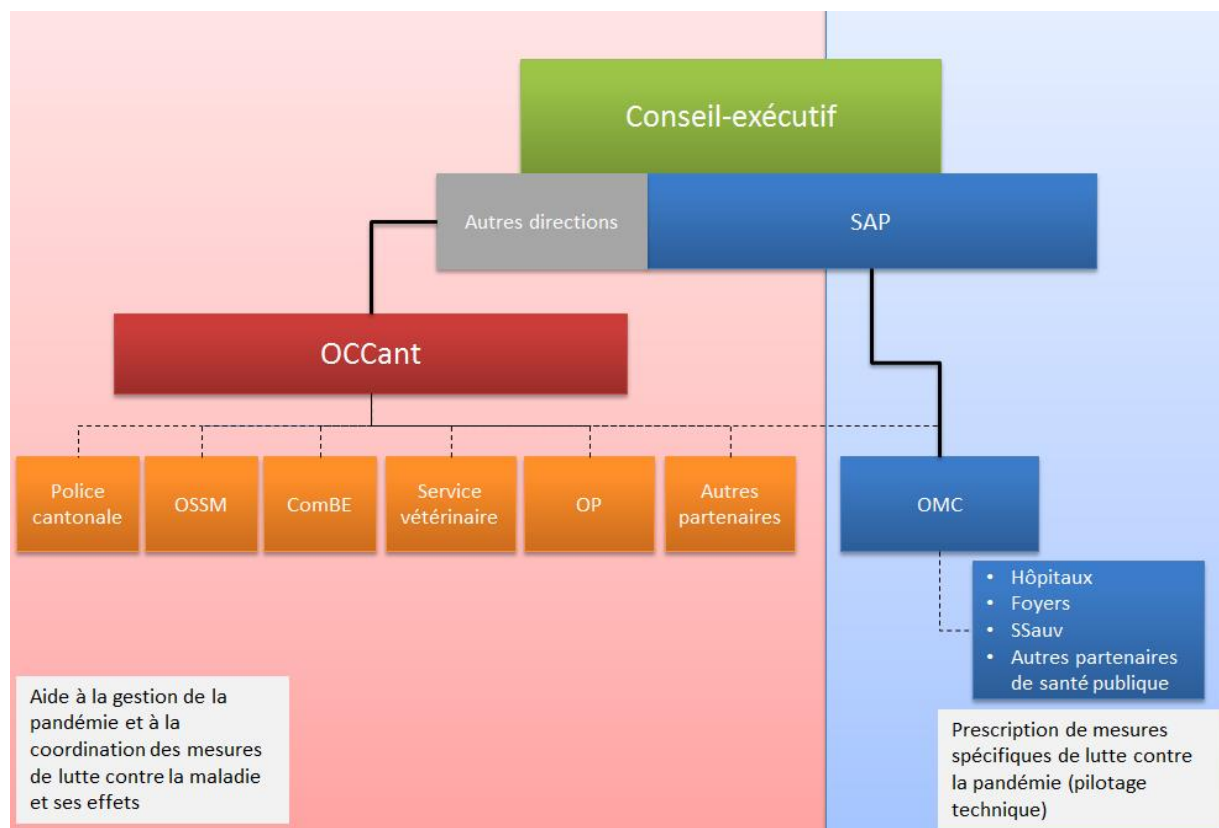 Conseil-exécutif
Autres directions
SAP
OCCant
Police
cantonale
OSSM
ComBE
Service
vétérinaire
OP
Autres
partenaires
OMC
• Hôpitaux
• Foyers
• SSauv
• Autres partenaires
de santé publique
Aide à la gestion de la
pandémie et à la
coordination des mesures
de lutte contre la maladie
et ses effets
Prescription de mesures
spécifiques de lutte contre
la pandémie (pilotage
technique)